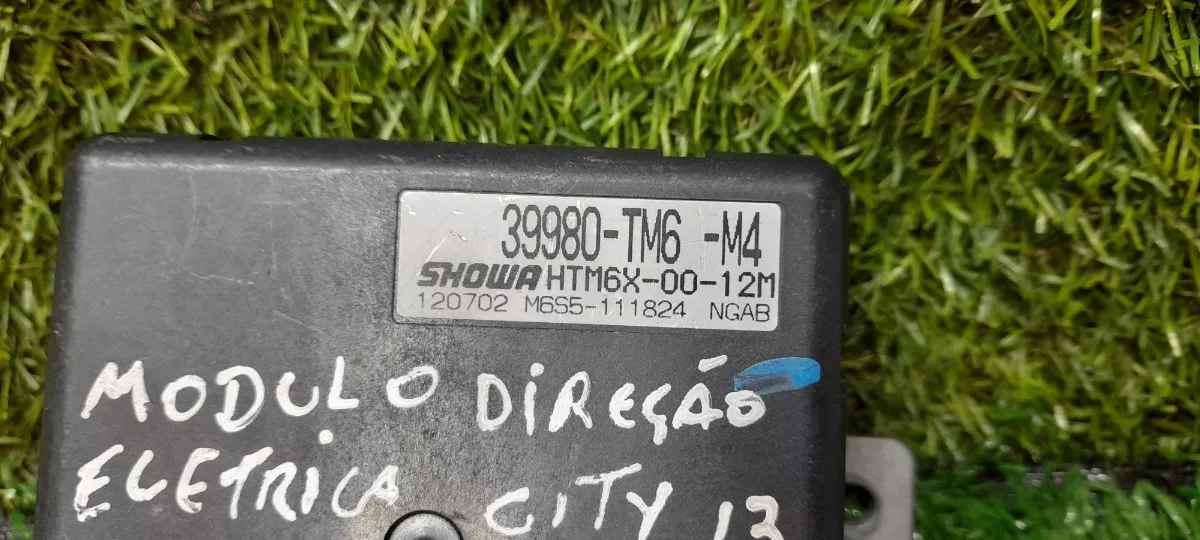 39980-TM6 -M4
SHOWA HTM6X-00-12M
120702 M6S5-111824 NGAB
MODULO DIREÇÃO
ELETRICA CITY 13